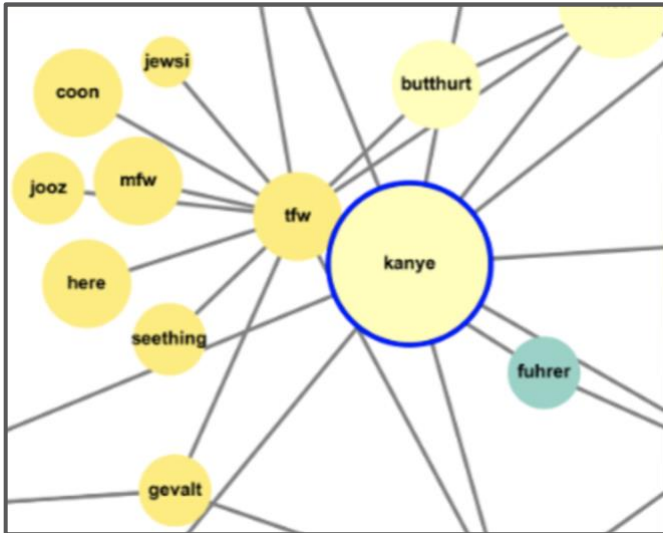 jewsi
butthurt
coon
mfw
jooz
tfw
kanye
here
seething
fuhrer
gevalt